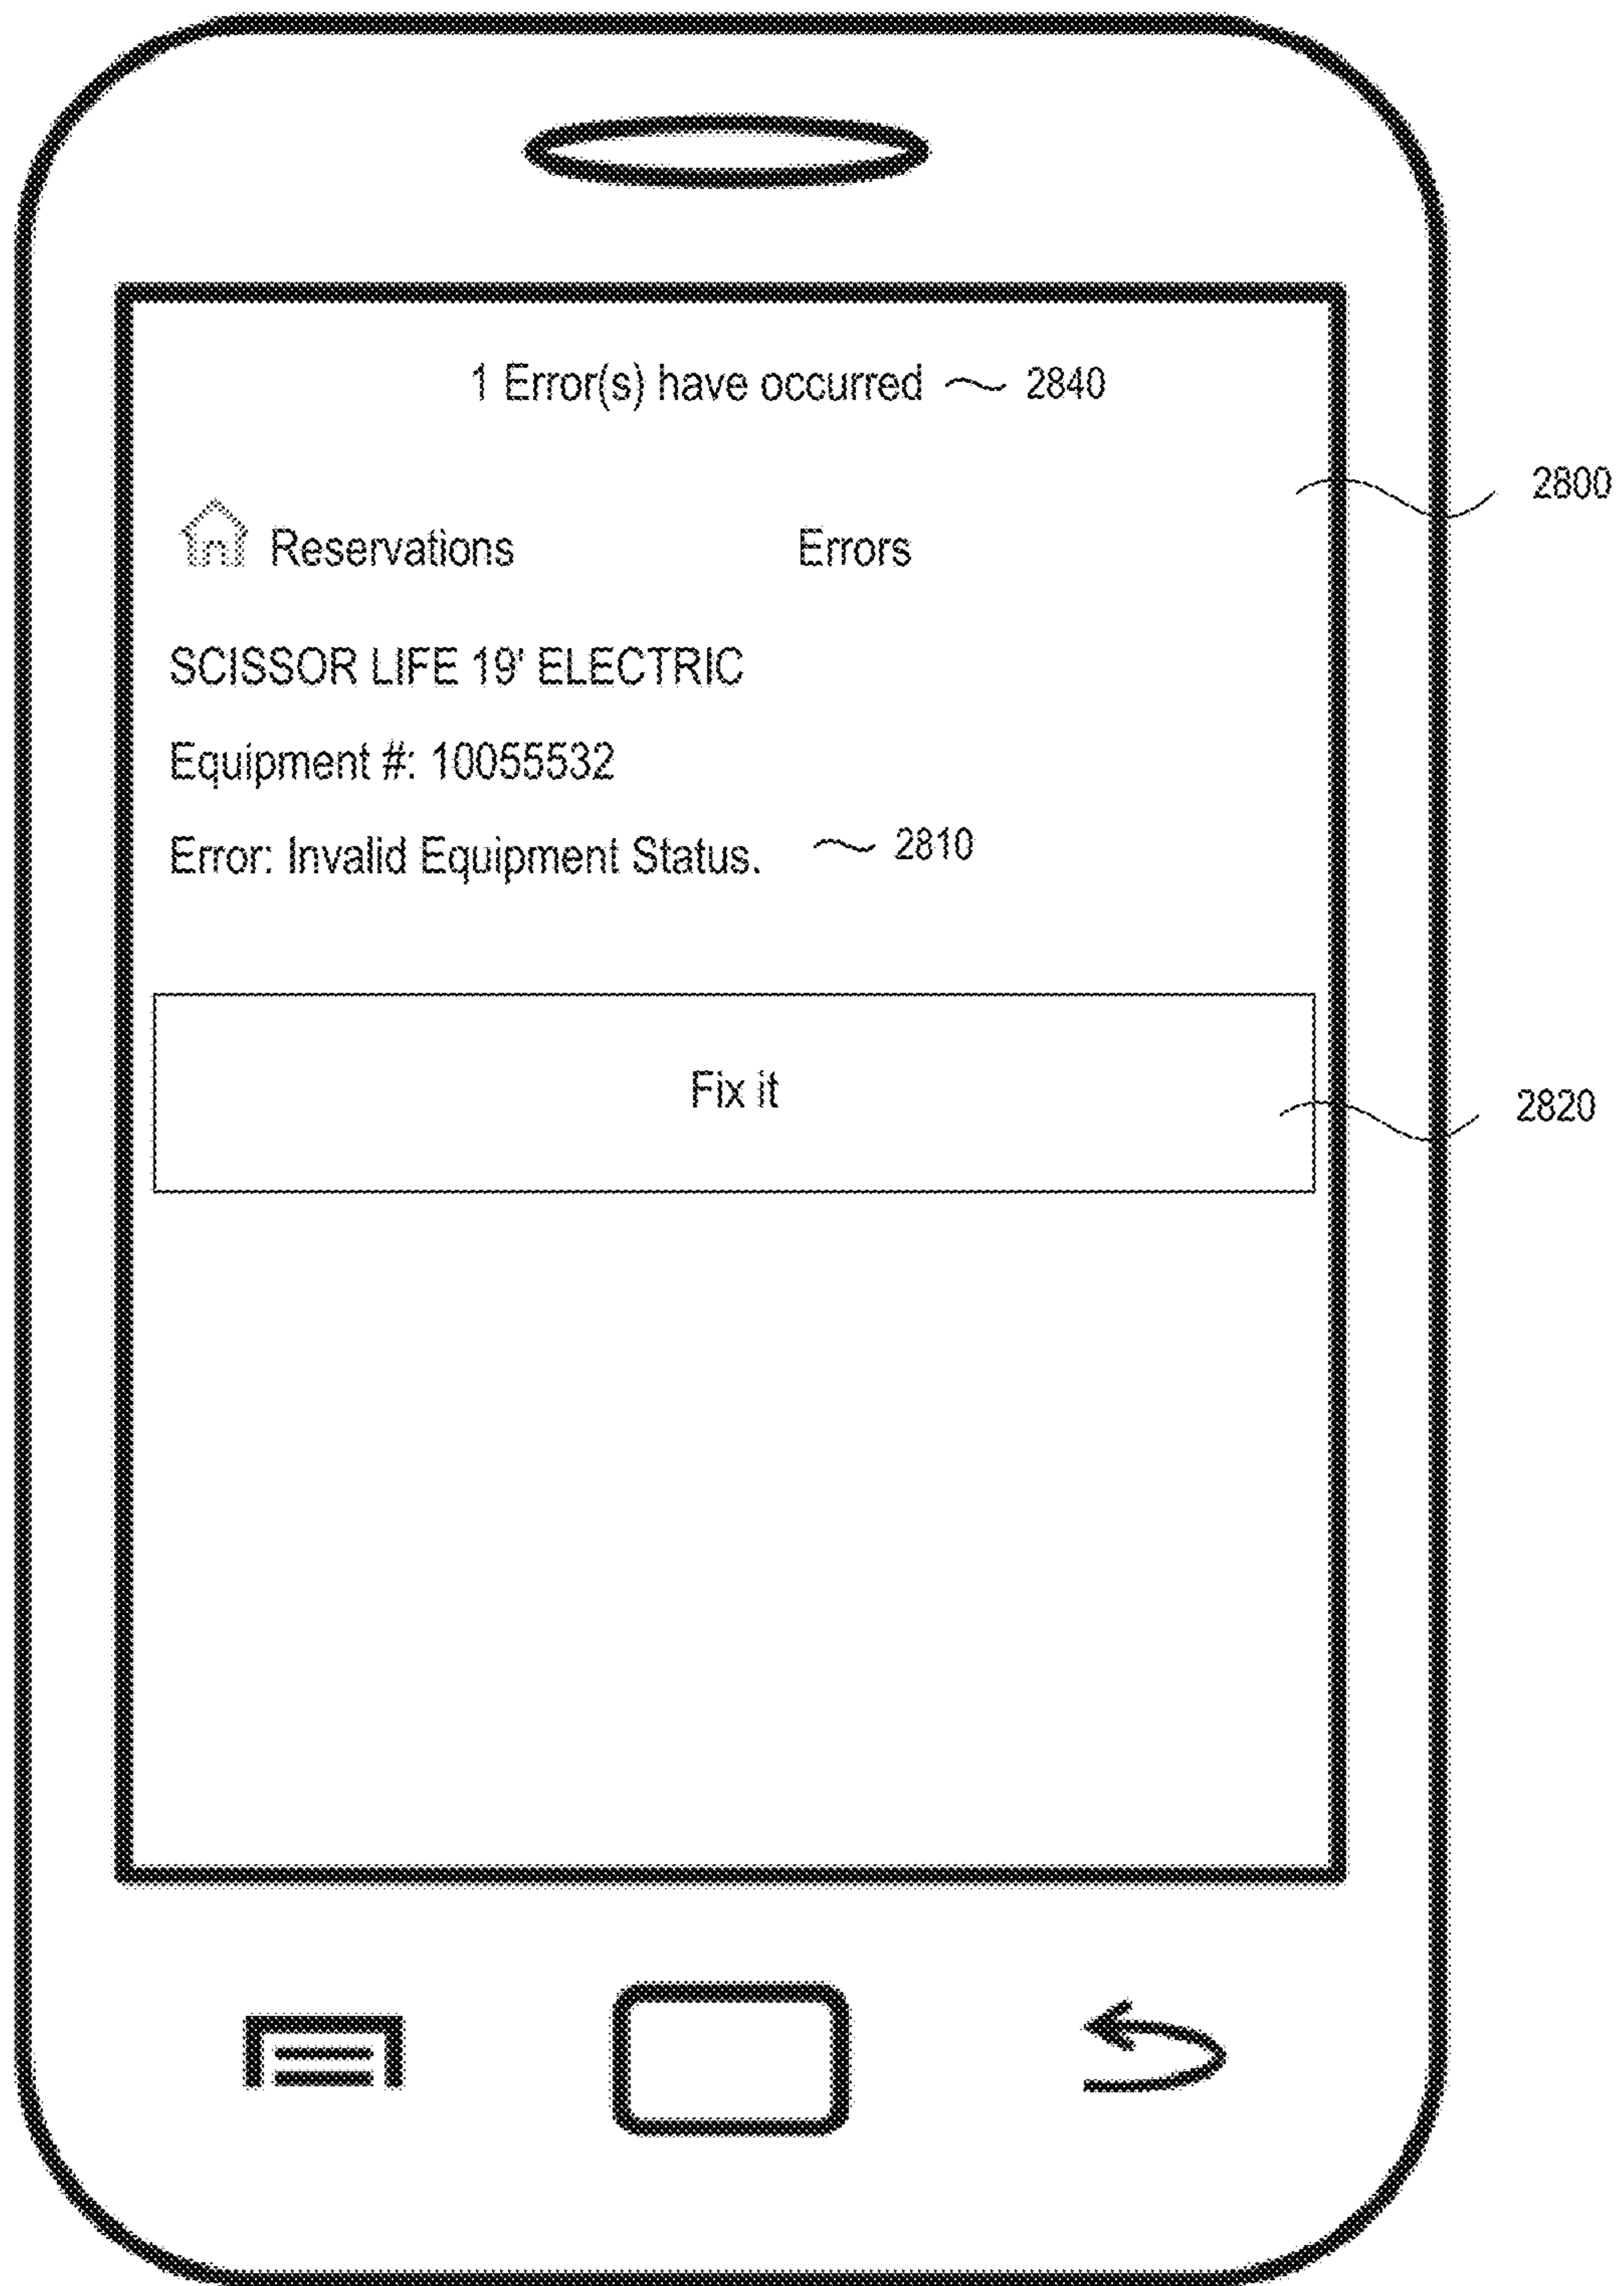 1 Error(s) have occurred 2840
2800
Reservations Errors
SCISSOR LIFE 19' ELECTRIC
Equipment #: 10055532
Error: Invalid Equipment Status. 2810
Fix it
2820